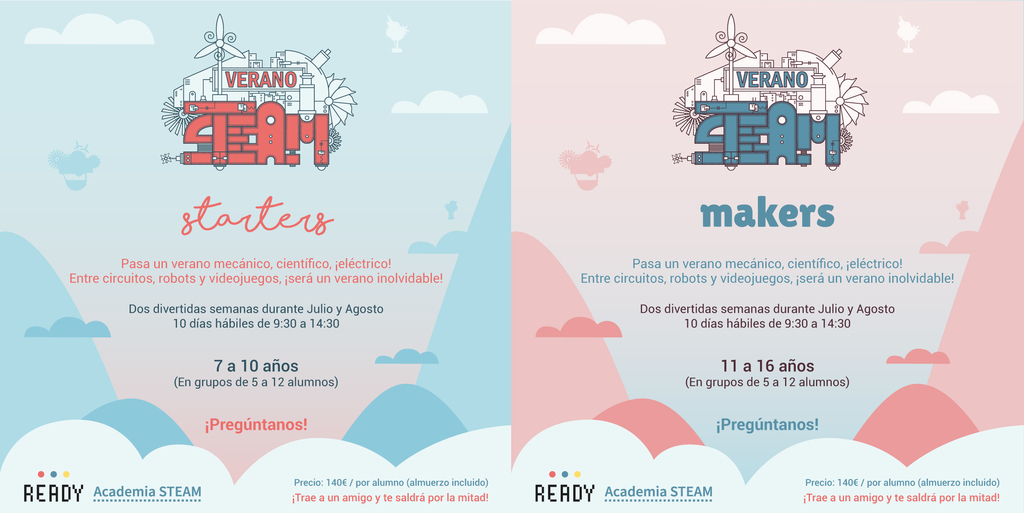 VERANO
STEAM
starters
Pasa un verano mecánico, científico, ¡eléctrico!
Entre circuitos, robots y videojuegos, ¡será un verano inolvidable!
Dos divertidas semanas durante Julio y Agosto
10 días hábiles de 9:30 a 14:30
7 a 10 años
(En grupos de 5 a 12 alumnos)
¡Pregúntanos!
READY Academia STEAM
Precio: 140€ / por alumno (almuerzo incluido)
¡Trae a un amigo y te saldrá por la mitad!
VERANO
STEAM
makers
Pasa un verano mecánico, científico, ¡eléctrico!
Entre circuitos, robots y videojuegos, ¡será un verano inolvidable!
Dos divertidas semanas durante Julio y Agosto
10 días hábiles de 9:30 a 14:30
11 a 16 años
(En grupos de 5 a 12 alumnos)
¡Pregúntanos!
READY Academia STEAM
Precio: 140€ / por alumno (almuerzo incluido)
¡Trae a un amigo y te saldrá por la mitad!